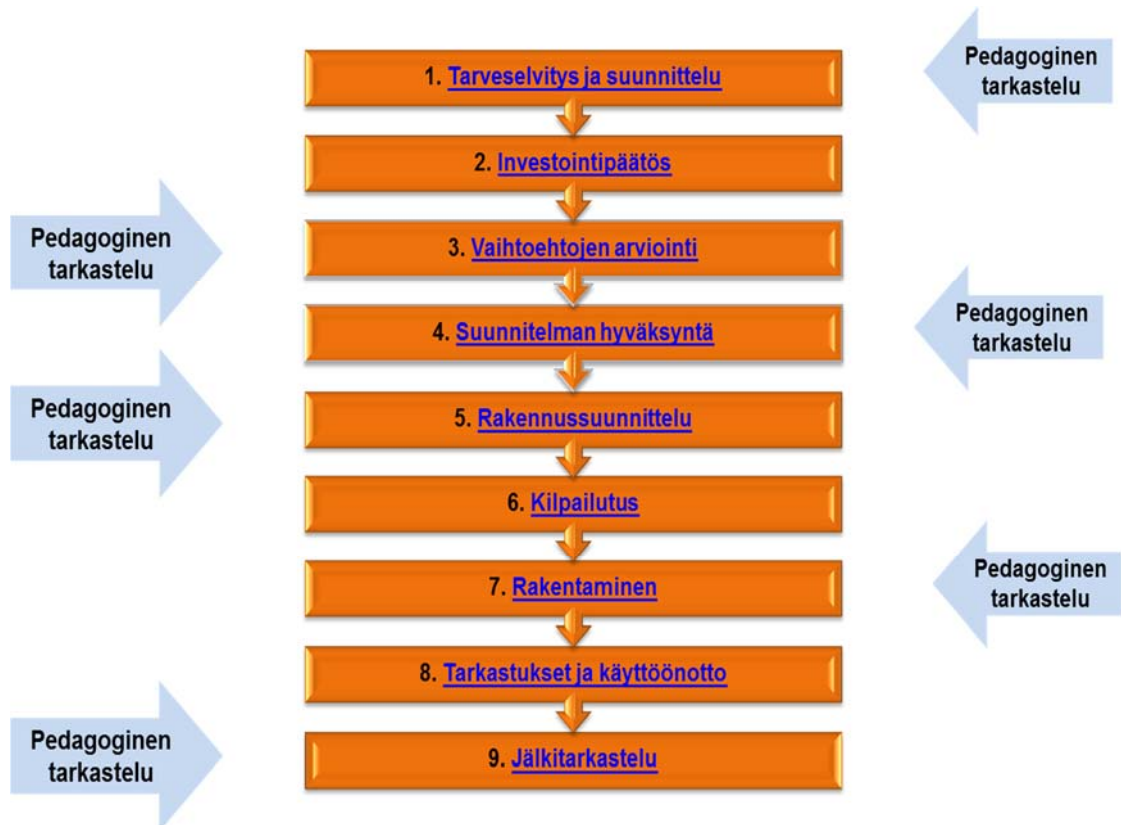 Pedagoginen
tarkastelu
1. Tarveselvitys ja suunnittelu
2. Investointipäätös
Pedagoginen
tarkastelu
3. Vaihtoehtojen arviointi
4. Suunnitelman hyväksyntä
Pedagoginen
tarkastelu
Pedagoginen
tarkastelu
5. Rakennussuunnittelu
6. Kilpailutus
7. Rakentaminen
Pedagoginen
tarkastelu
8. Tarkastukset ja käyttöönotto
Pedagoginen
tarkastelu
9. Jälkitarkastelu